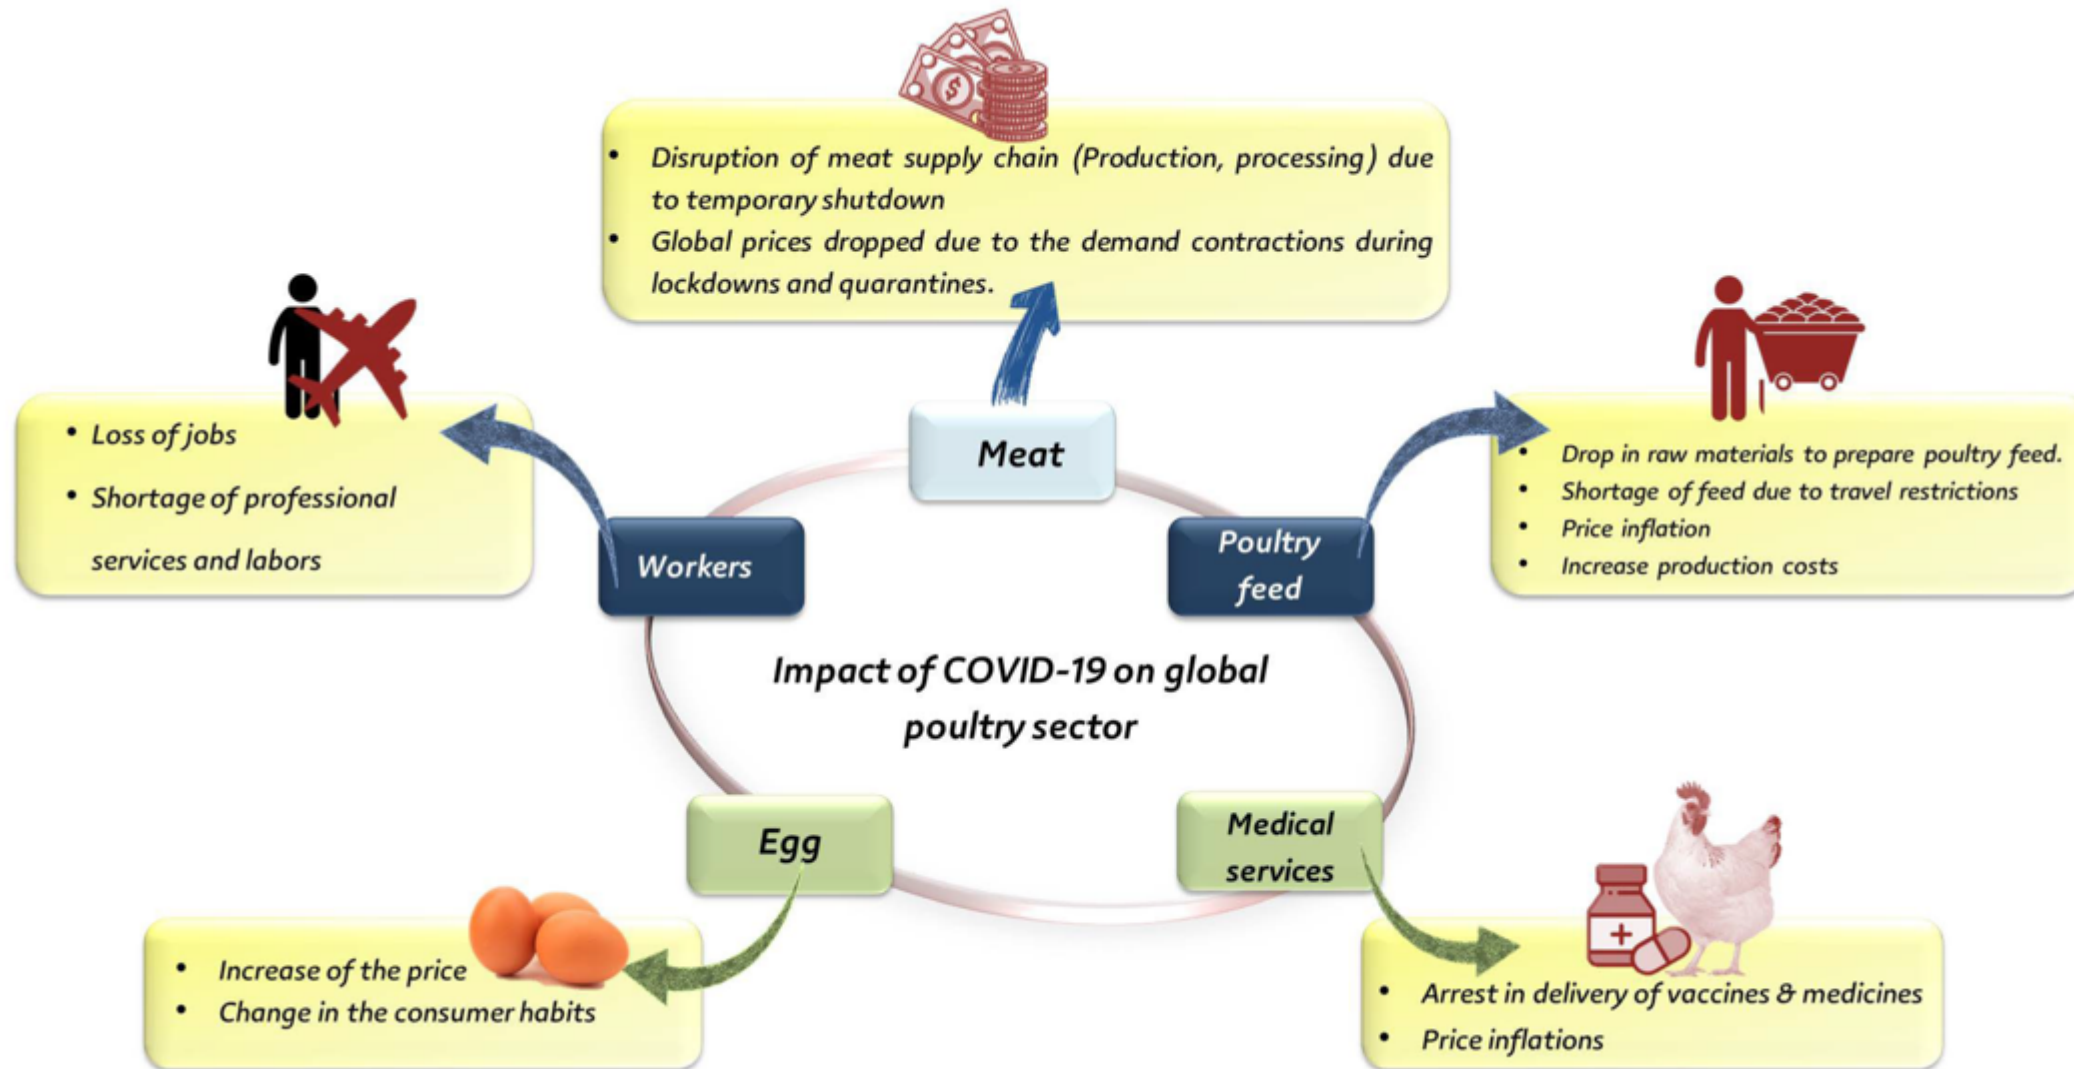 • Disruption of meat supply chain (Production, processing) due
to temporary shutdown
• Global prices dropped due to the demand contractions during
lockdowns and quarantines.
Meat
• Loss of jobs
• Shortage of professional
services and labors
Workers
Poultry
feed
• Drop in raw materials to prepare poultry feed.
• Shortage of feed due to travel restrictions
• Price inflation
• Increase production costs
Impact of COVID-19 on global
poultry sector
Egg
• Increase of the price
• Change in the consumer habits
Medical
services
• Arrest in delivery of vaccines & medicines
• Price inflations